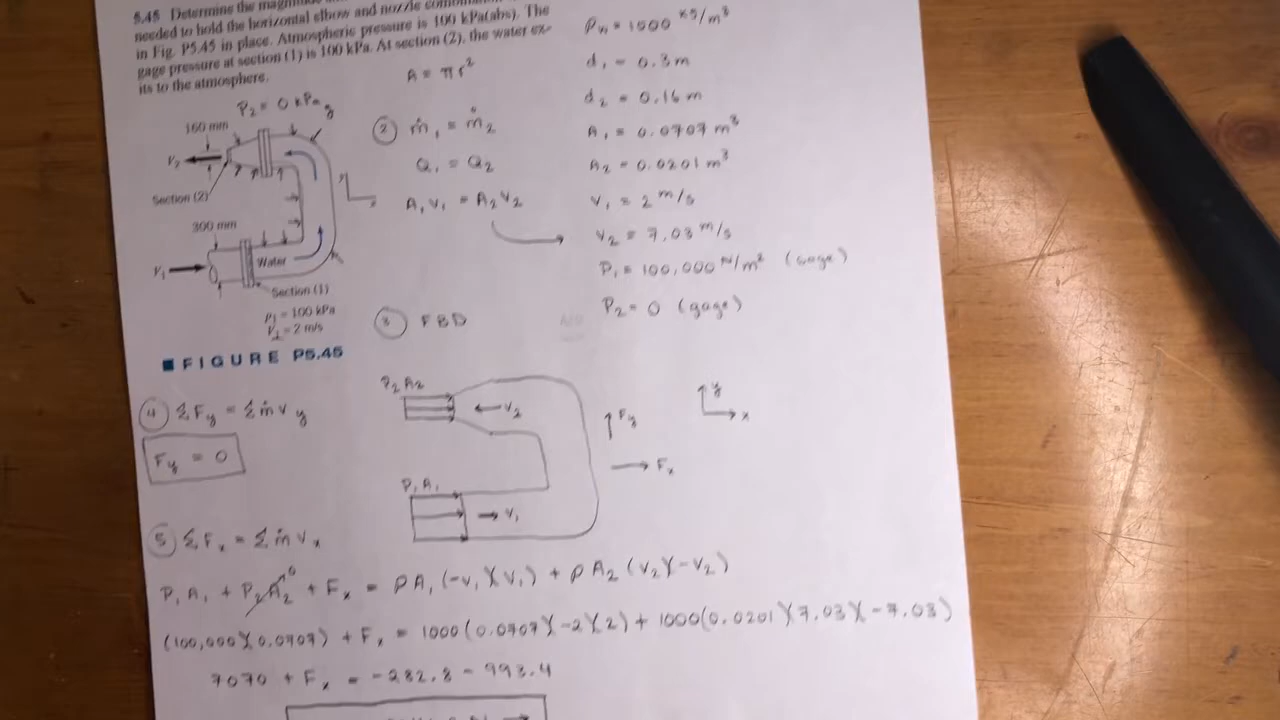 5.45 Determine the magnitude
needed to hold the horizontal elbow and nozzle
in Fig. P5.45 in place. Atmospheric pressure is 100 kPa(abs). The
gage pressure at section (1) is 100 kPa. At section (2), the water ex-
its to the atmosphere.
P₂ = 0 kPa g
160 mm
V₂
Section (2)
300 mm
V₁
Water
Section (1)
p₁ = 100 kPa
V₁ = 2 m/s
FIGURE P5.45
A = πr²
② ṁ₁ = ṁ₂
Q₁ = Q₂
A₁V₁ = A₂V₂
y
x
ρw = 1000 kg/m³
d₁ = 0.3 m
d₂ = 0.16 m
A₁ = 0.0707 m³
A₂ = 0.0201 m³
V₁ = 2 m/s
V₂ = 7.03 m/s
P₁ = 100,000 N/m² (gage)
P₂ = 0 (gage)
③ FBD
P₂A₂
V₂
Fy
Fx
P₁A₁
V₁
y
x
④ ΣFy = Σṁvy
Fy = 0
⑤ ΣFx = Σṁvx
P₁A₁ + P₂A₂ 0 + Fx = ρA₁(-V₁)(V₁) + ρA₂(V₂)(-V₂)
(100,000)(0.0707) + Fx = 1000(0.0707)(-2)(2) + 1000(0.0201)(7.03)(-7.03)
7070 + Fx = -282.8 - 993.4